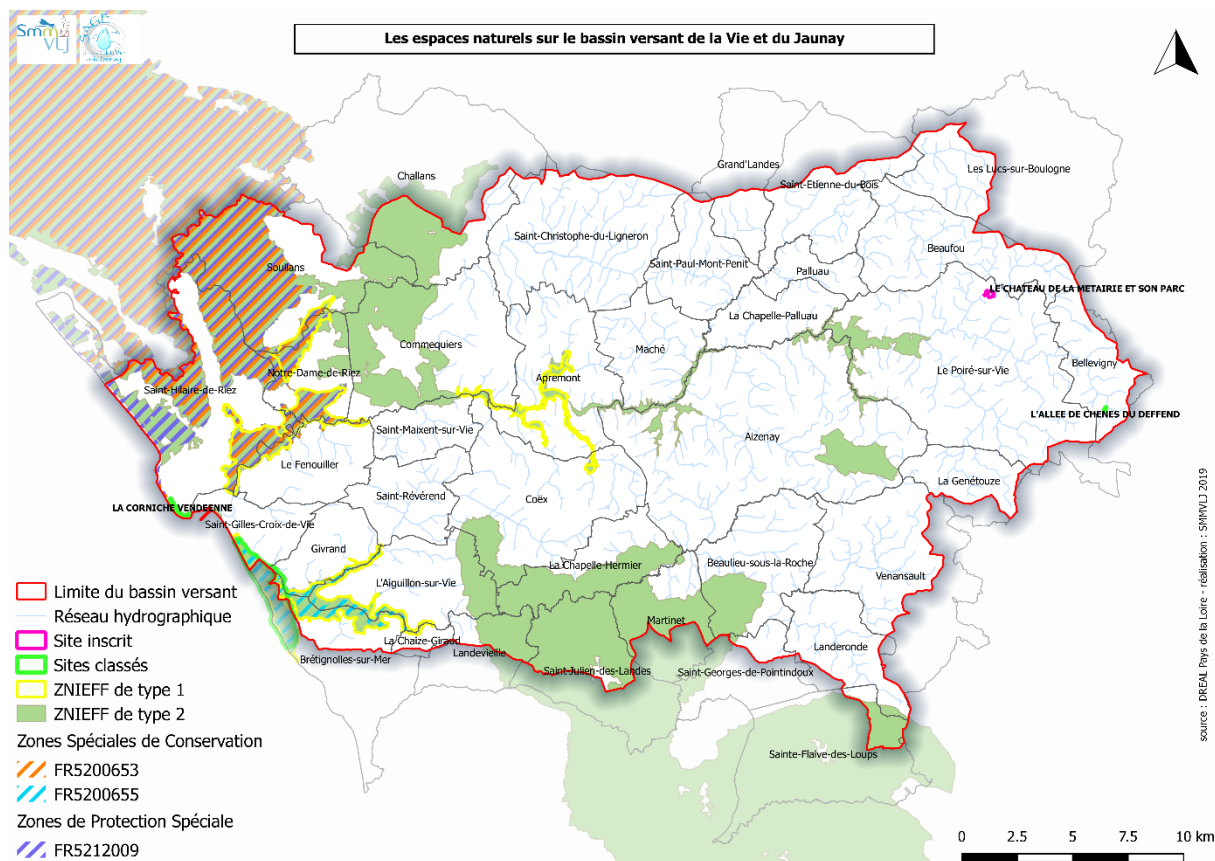 Smm
VLJ
SAGE
Les espaces naturels sur le bassin versant de la Vie et du Jaunay
Grand'Landes
Les Lucs-sur-Boulogne
Challans
Saint-Etienne-du-Bois
Saint-Christophe-du-Ligneron
Beaufou
Saint-Paul-Mont-Penit
Soullans
Palluau
LE CHATEAU DE LA METAIRIE ET SON PARC
La Chapelle-Palluau
Commequiers
Maché
Bellevigny
Notre-Dame-de-Riez
Apremont
Le Poiré-sur-Vie
Saint-Hilaire-de-Riez
L'ALLEE DE CHENES DU DEFFEND
Saint-Maixent-sur-Vie
Aizenay
Le Fenouiller
La Genétouze
Saint-Révérend
Coëx
LA CORNICHE VENDEENNE
Saint-Gilles-Croix-de-Vie
Givrand
La Chapelle-Hermier
Beaulieu-sous-la-Roche
Venansault
L'Aiguillon-sur-Vie
Martinet
La Chaize-Giraud
Landeronde
Landevieille
Brétignolles-sur-Mer
Saint-Julien-des-Landes
Saint-Georges-de-Pointindoux
Sainte-Flaive-des-Loups
Limite du bassin versant
Réseau hydrographique
Site inscrit
Sites classés
ZNIEFF de type 1
ZNIEFF de type 2
Zones Spéciales de Conservation
FR5200653
FR5200655
Zones de Protection Spéciale
FR5212009
0 2.5 5 7.5 10 km
source : DREAL Pays de la Loire - réalisation : SMMVLJ 2019